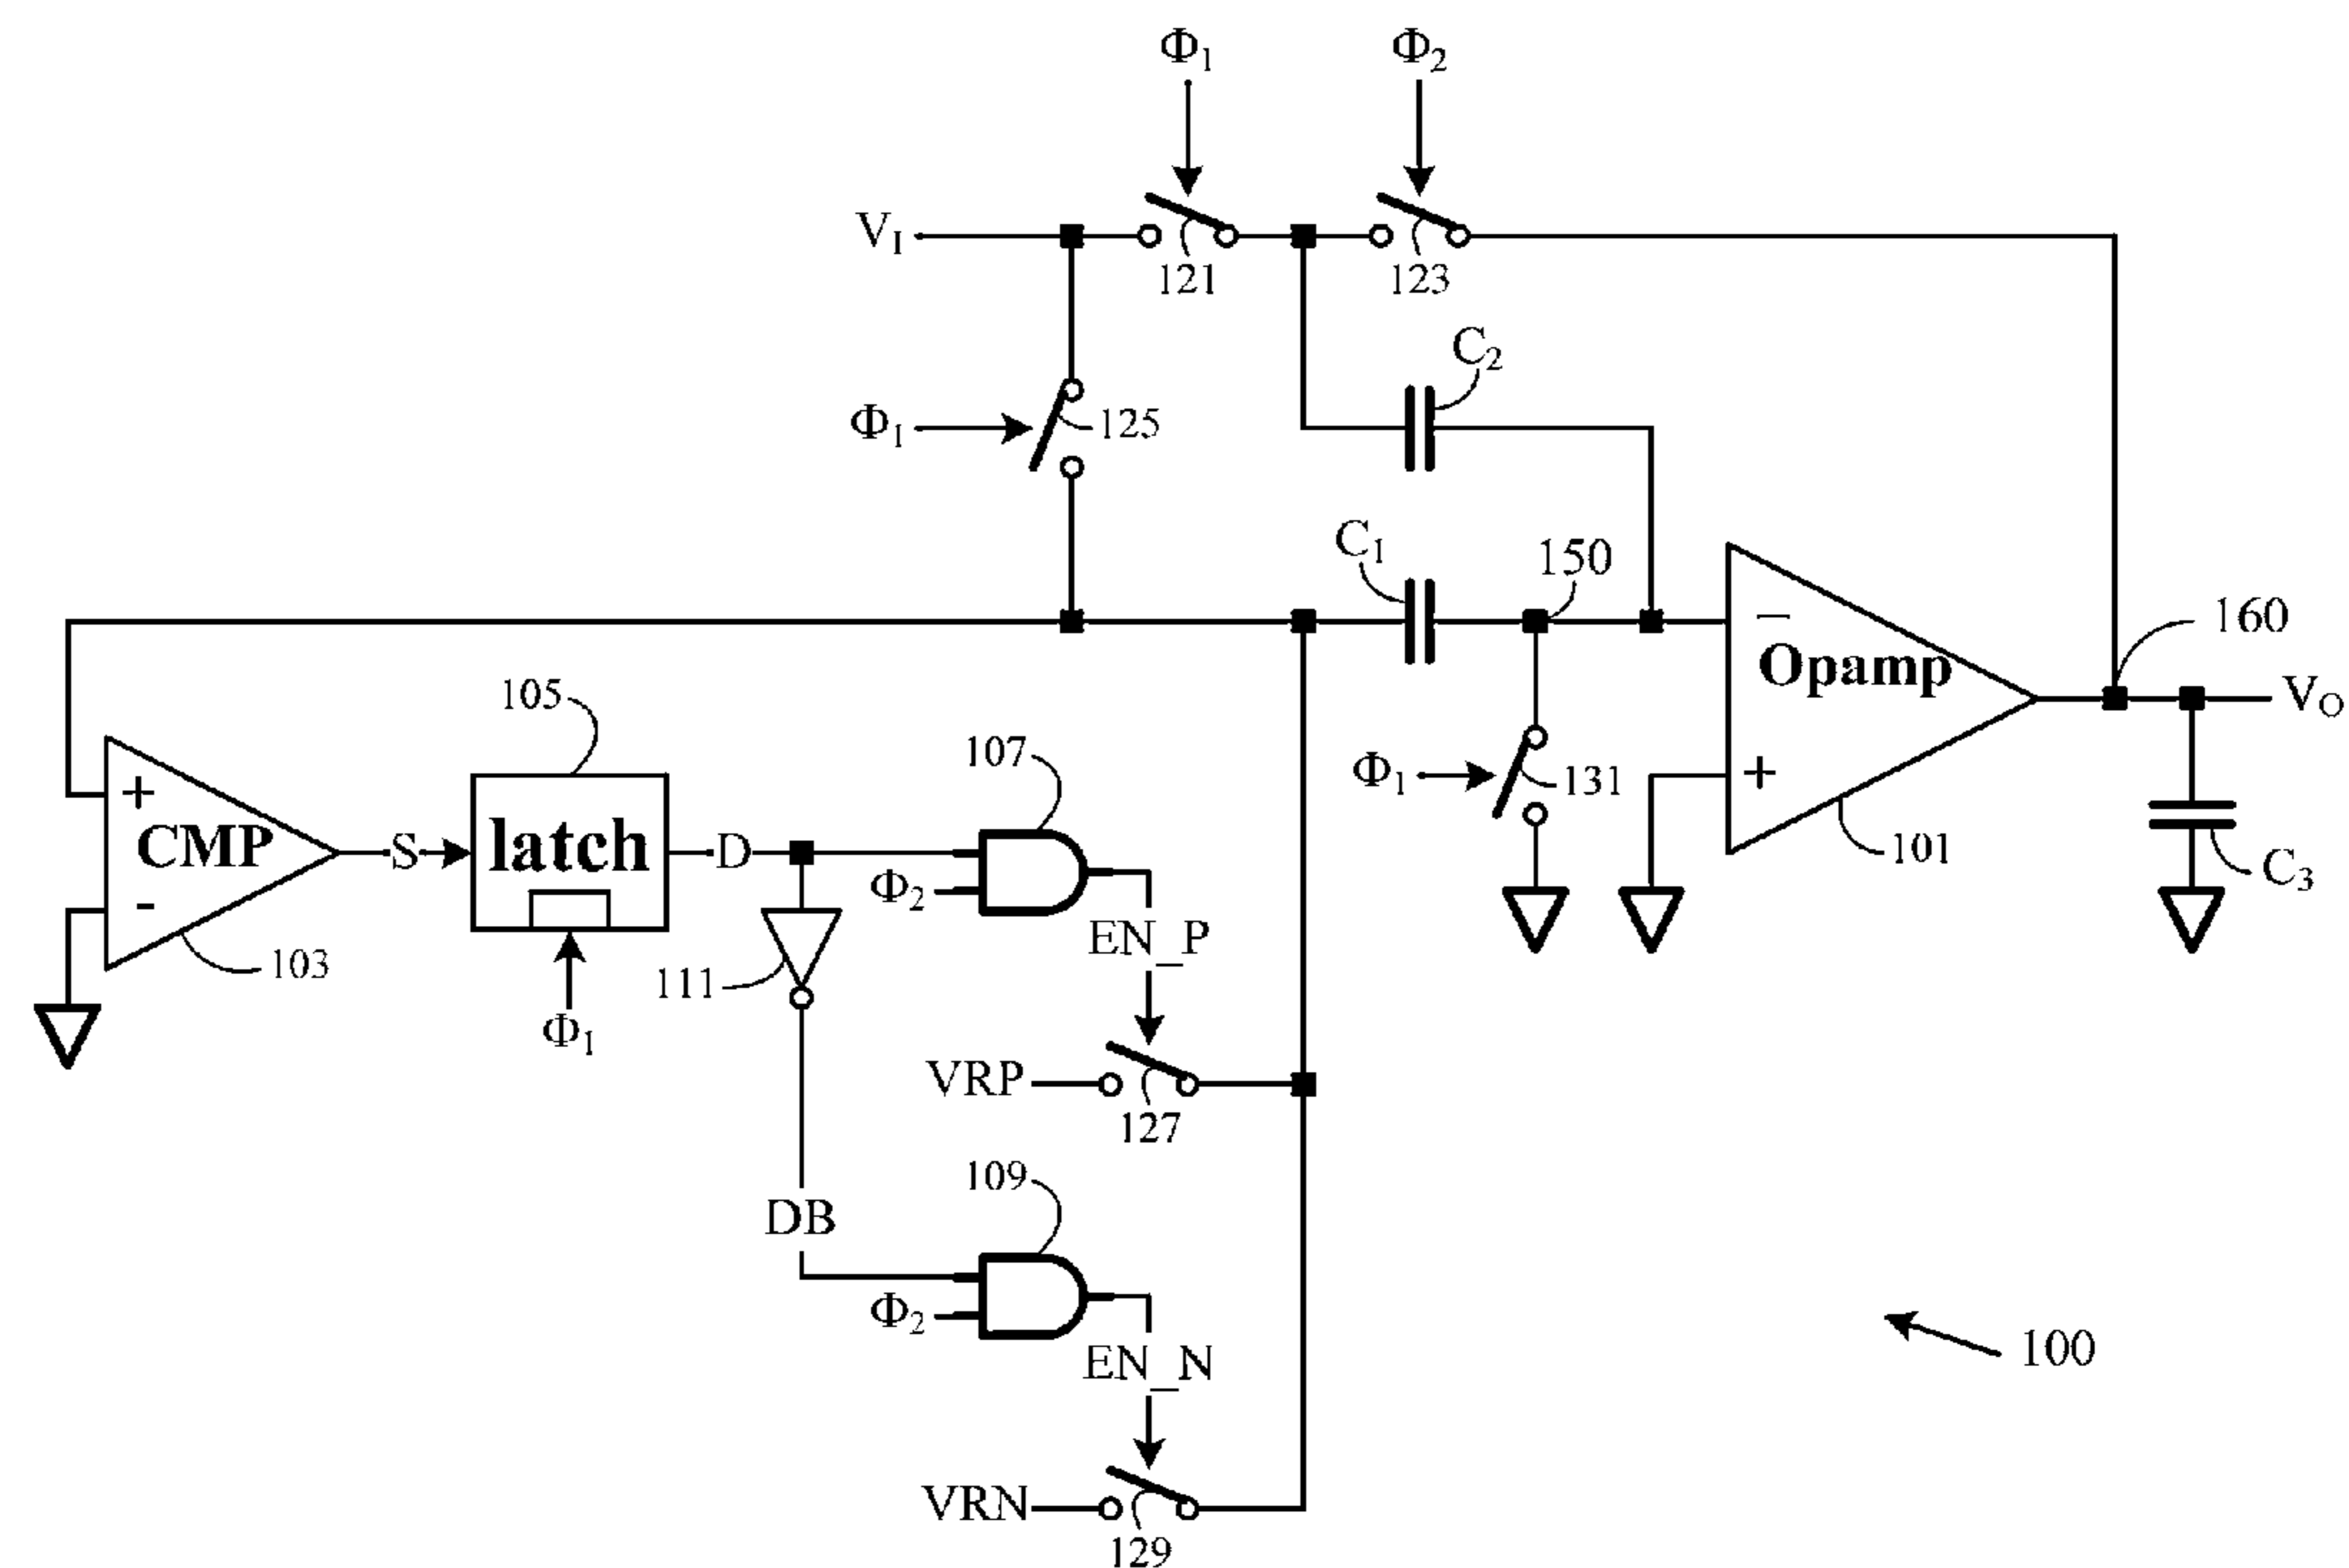 Φ1
Φ2
VI
121
123
C2
Φ1
125
C1
150
160
Opamp
−
+
VO
105
107
Φ1
131
101
C3
+
CMP
-
S
latch
D
Φ2
103
111
EN_P
Φ1
VRP
127
109
DB
Φ2
EN_N
100
VRN
129